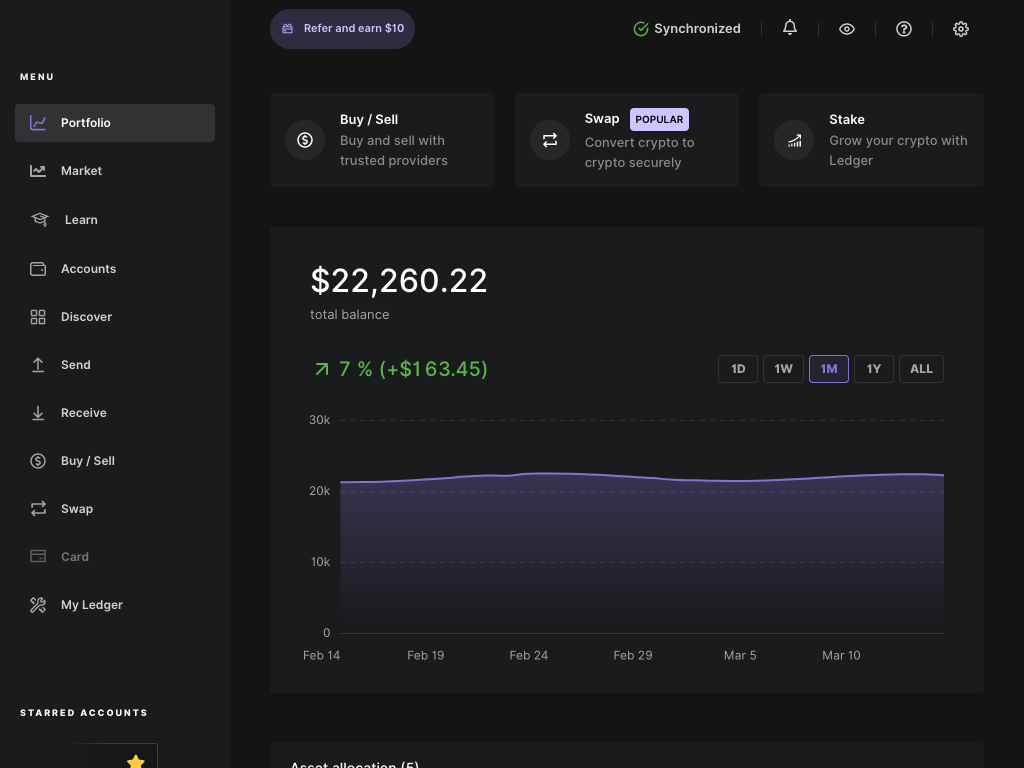 Refer and earn $10
Synchronized
MENU
Portfolio
Market
Learn
Accounts
Discover
Send
Receive
Buy / Sell
Swap
Card
My Ledger
STARRED ACCOUNTS
Buy / Sell
Buy and sell with
trusted providers
Swap POPULAR
Convert crypto to
crypto securely
Stake
Grow your crypto with
Ledger
$22,260.22
total balance
7 % (+$163.45)
1D 1W 1M 1Y ALL
30k
20k
10k
0
Feb 14 Feb 19 Feb 24 Feb 29 Mar 5 Mar 10
Asset allocation (5)